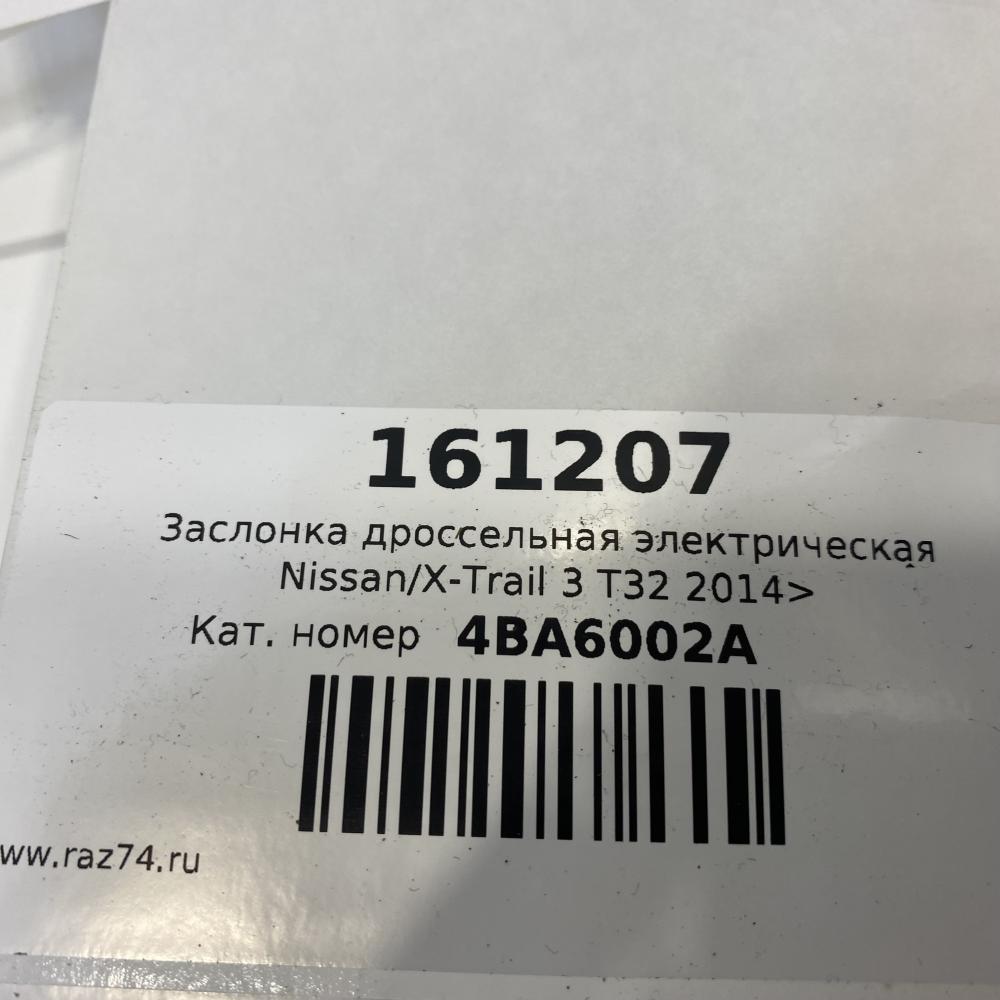 161207
Заслонка дроссельная электрическая
Nissan/X-Trail 3 T32 2014>
Кат. номер 4BA6002A
ww.raz74.ru